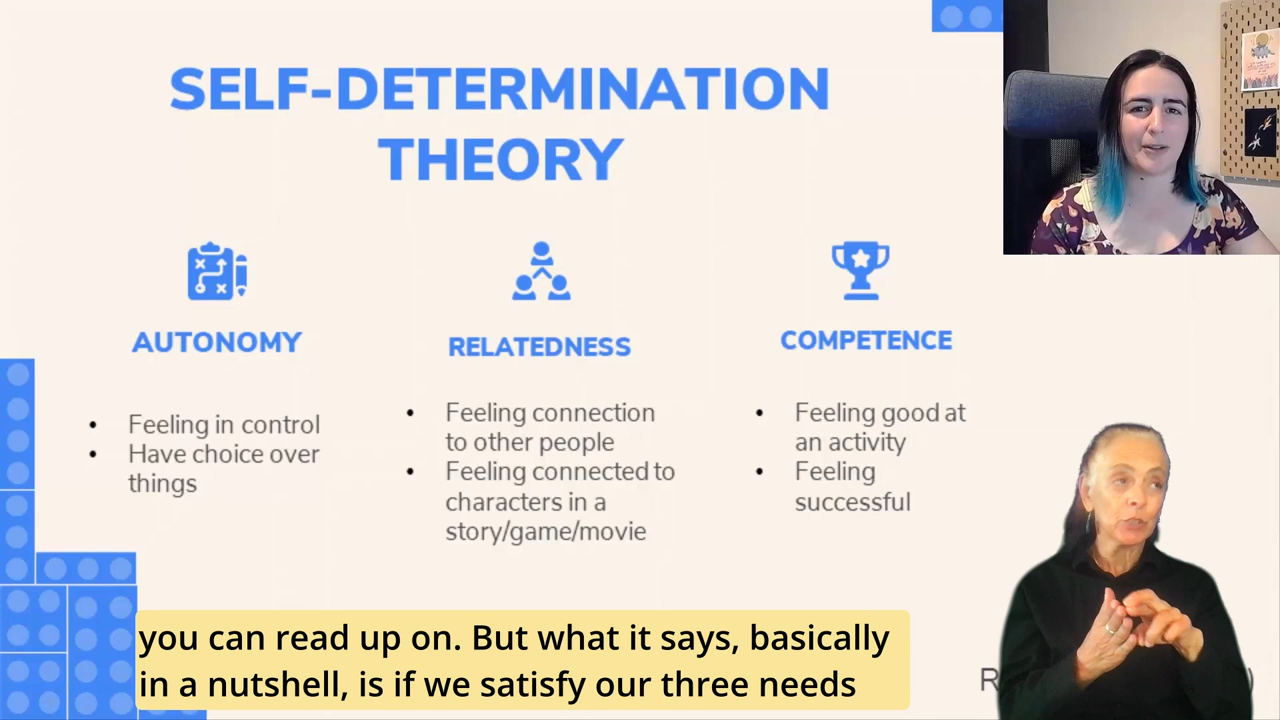 SELF-DETERMINATION
THEORY
AUTONOMY
• Feeling in control
• Have choice over
things
RELATEDNESS
• Feeling connection
to other people
• Feeling connected to
characters in a
story/game/movie
COMPETENCE
• Feeling good at
an activity
• Feeling
successful
you can read up on. But what it says, basically
in a nutshell, is if we satisfy our three needs